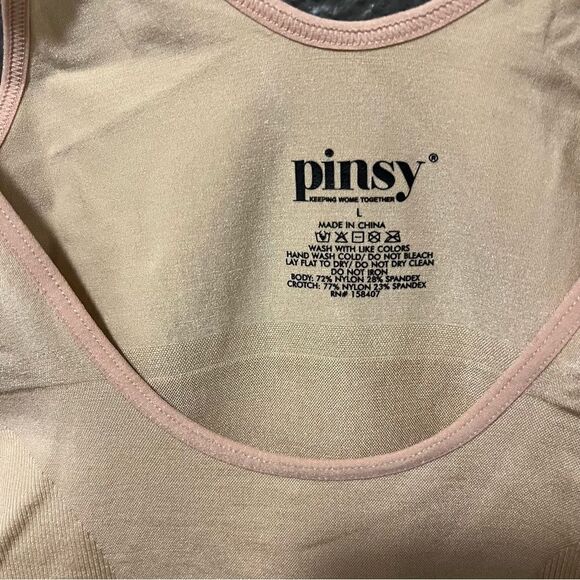 pinsy®
KEEPING WOME TOGETHER
L
MADE IN CHINA
WASH WITH LIKE COLORS
HAND WASH COLD/ DO NOT BLEACH
LAY FLAT TO DRY/ DO NOT DRY CLEAN
DO NOT IRON
BODY: 72% NYLON 28% SPANDEX
CROTCH: 77% NYLON 23% SPANDEX
RN# 158407